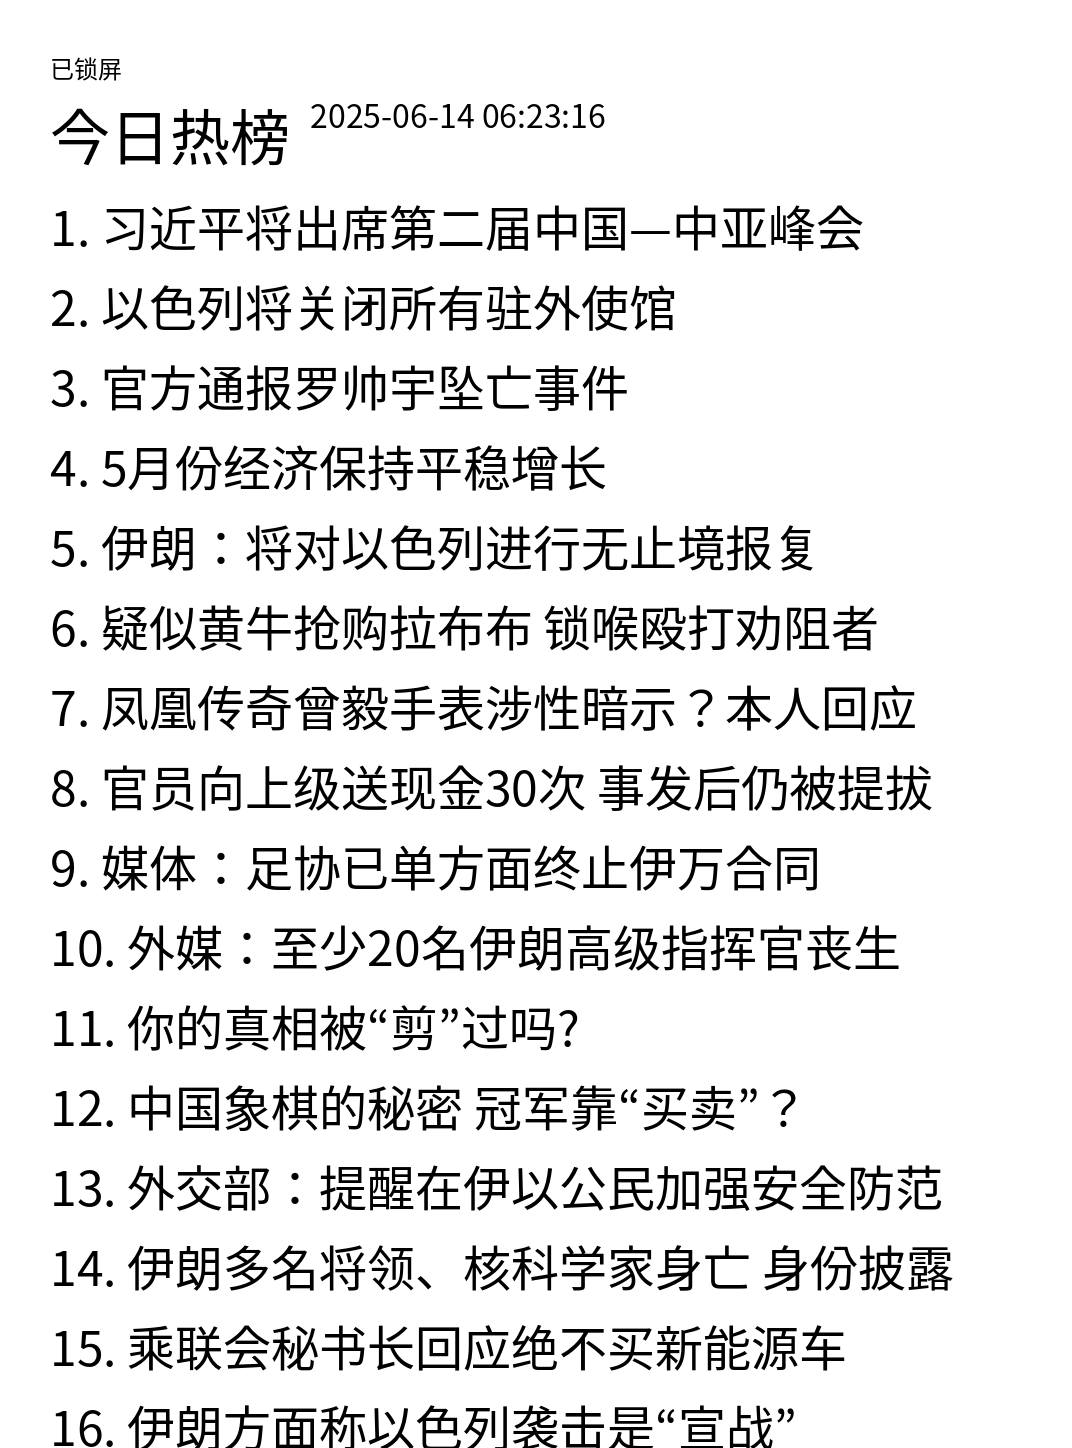 已锁屏
今日热榜 2025-06-14 06:23:16
1. 习近平将出席第二届中国—中亚峰会
2. 以色列将关闭所有驻外使馆
3. 官方通报罗帅宇坠亡事件
4. 5月份经济保持平稳增长
5. 伊朗：将对以色列进行无止境报复
6. 疑似黄牛抢购拉布布 锁喉殴打劝阻者
7. 凤凰传奇曾毅手表涉性暗示？本人回应
8. 官员向上级送现金30次 事发后仍被提拔
9. 媒体：足协已单方面终止伊万合同
10. 外媒：至少20名伊朗高级指挥官丧生
11. 你的真相被“剪”过吗?
12. 中国象棋的秘密 冠军靠“买卖”？
13. 外交部：提醒在伊以公民加强安全防范
14. 伊朗多名将领、核科学家身亡 身份披露
15. 乘联会秘书长回应绝不买新能源车
16. 伊朗方面称以色列袭击是“宣战”